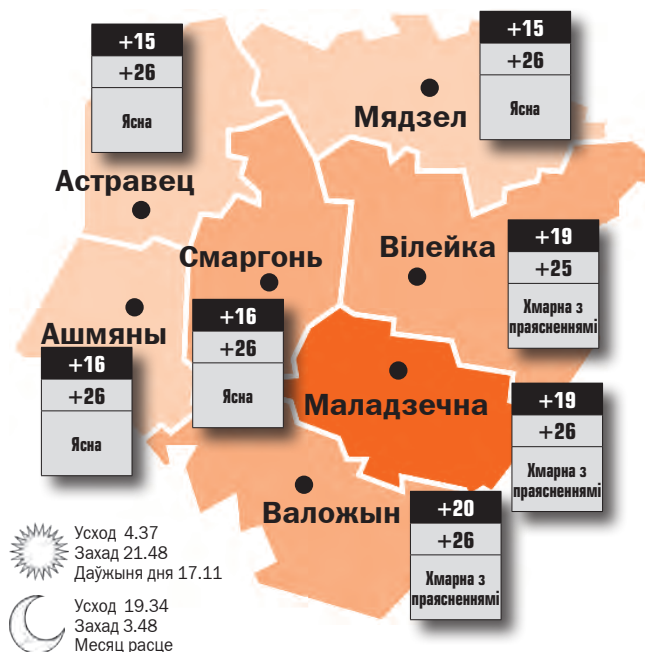 +15
+26
Ясна
+15
+26
Ясна
Мядзел
Астравец
Смаргонь
Вілейка
+19
+25
Хмарна з
праясненнямі
Ашмяны
+16
+26
Ясна
+16
+26
Ясна
Маладзечна
+19
+26
Хмарна з
праясненнямі
Валожын
+20
+26
Хмарна з
праясненнямі
Усход 4.37
Захад 21.48
Даўжыня дня 17.11
Усход 19.34
Захад 3.48
Месяц расце